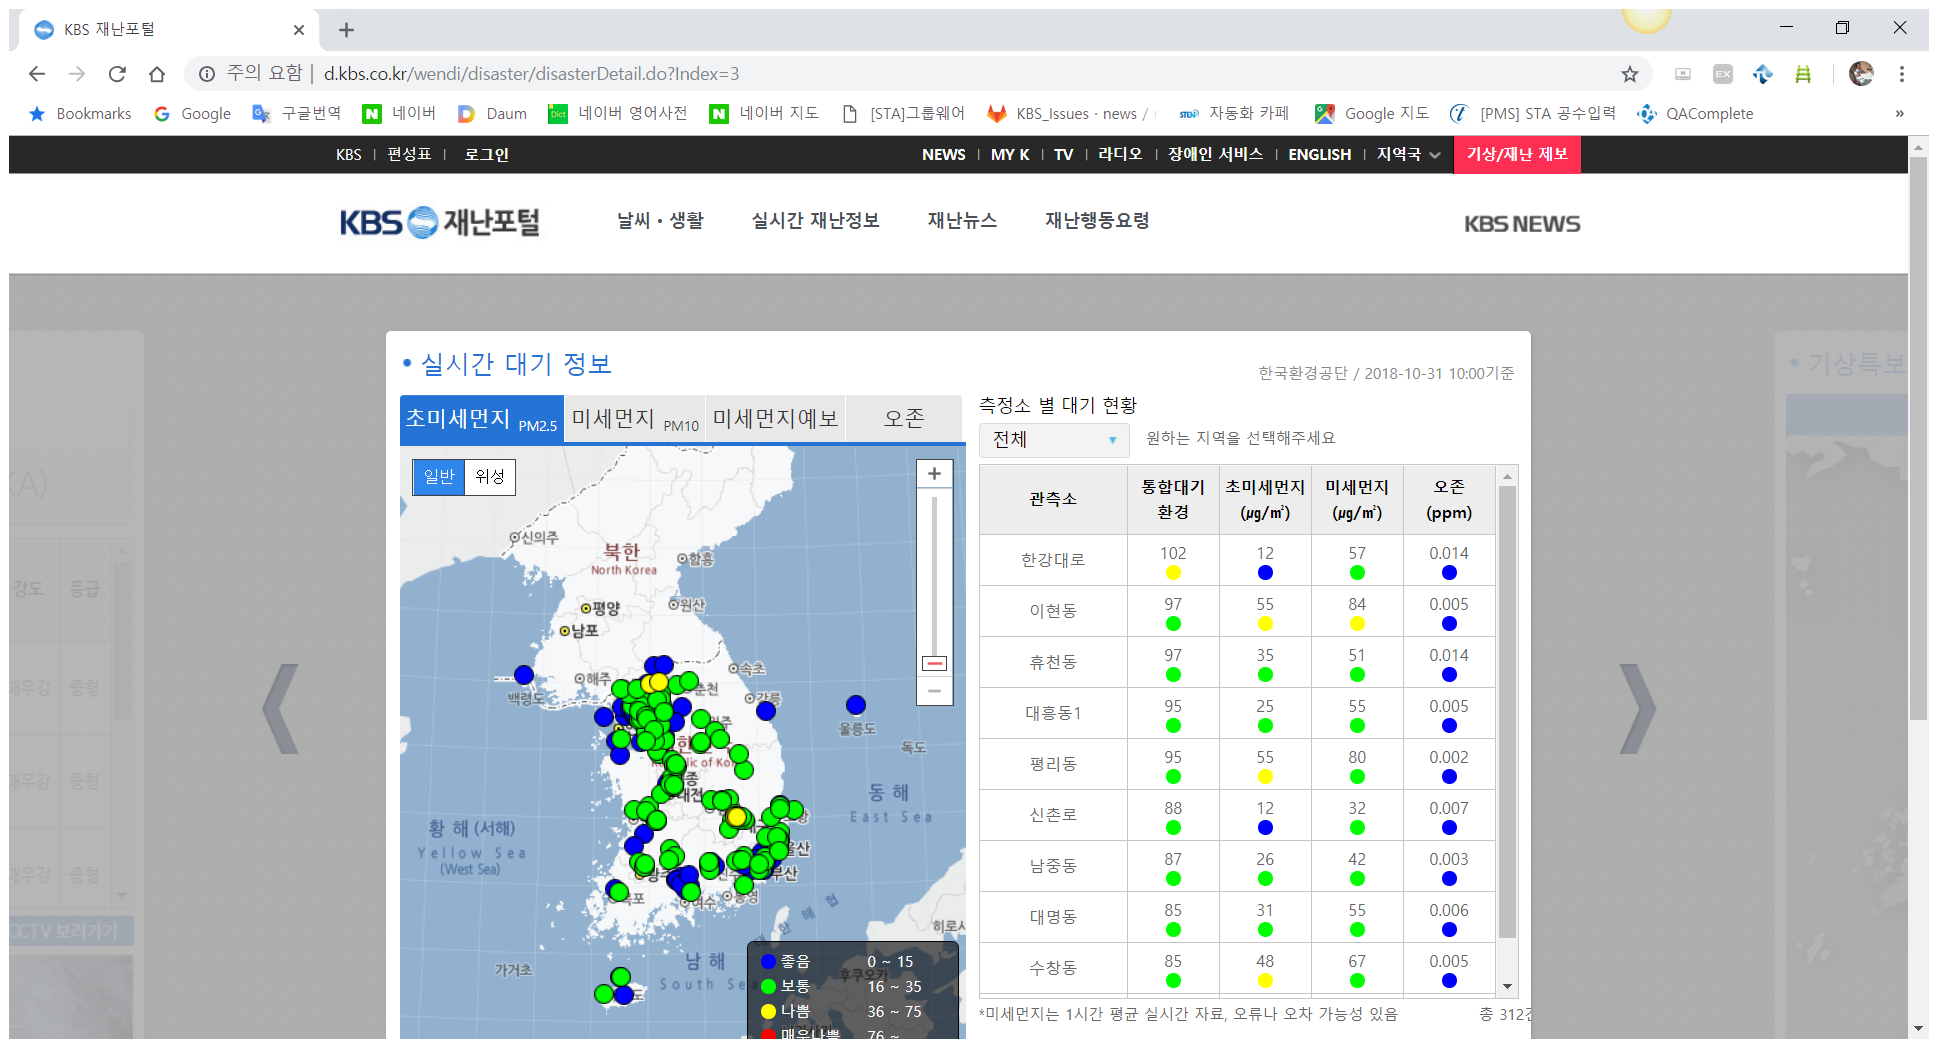 KBS 재난포털
주의 요함 | d.kbs.co.kr/wendi/disaster/disasterDetail.do?Index=3
EX
Bookmarks Google 구글번역 네이버 Daum 네이버 영어사전 네이버 지도 [STA]그룹웨어 KBS_Issues · news / 자동화 카페 Google 지도 [PMS] STA 공수입력 QAComplete »
KBS | 편성표 | 로그인
NEWS | MY K | TV | 라디오 | 장애인 서비스 | ENGLISH | 지역국 기상/재난 제보
KBS 재난포털 날씨 • 생활 실시간 재난정보 재난뉴스 재난행동요령 KBS NEWS
• 실시간 대기 정보
한국환경공단 / 2018-10-31 10:00기준
• 기상특보
초미세먼지 PM2.5 미세먼지 PM10 미세먼지예보 오존
일반 위성
신의주
북한
North Korea
함흥
평양
원산
남포
속초
해주
백령도
춘천
강릉
울릉도
독도
동 해
East Sea
황 해 (서해)
Yellow Sea
(West Sea)
대전
울산
부산
여수
통영
가거초
남 해
South Sea
대 한 해 협
후쿠오카
좋음 0 ~ 15
보통 16 ~ 35
나쁨 36 ~ 75
매우나쁨 76 ~
측정소 별 대기 현황
전체 원하는 지역을 선택해주세요
관측소 통합대기 환경 초미세먼지 (㎍/㎥) 미세먼지 (㎍/㎥) 오존 (ppm)
한강대로 102 12 57 0.014
이현동 97 55 84 0.005
휴천동 97 35 51 0.014
대흥동1 95 25 55 0.005
평리동 95 55 80 0.002
신촌로 88 12 32 0.007
남중동 87 26 42 0.003
대명동 85 31 55 0.006
수창동 85 48 67 0.005
*미세먼지는 1시간 평균 실시간 자료, 오류나 오차 가능성 있음 총 312건
강도 등급
매우강 중형
매우강 중형
매우강 중형
CCTV 보러가기